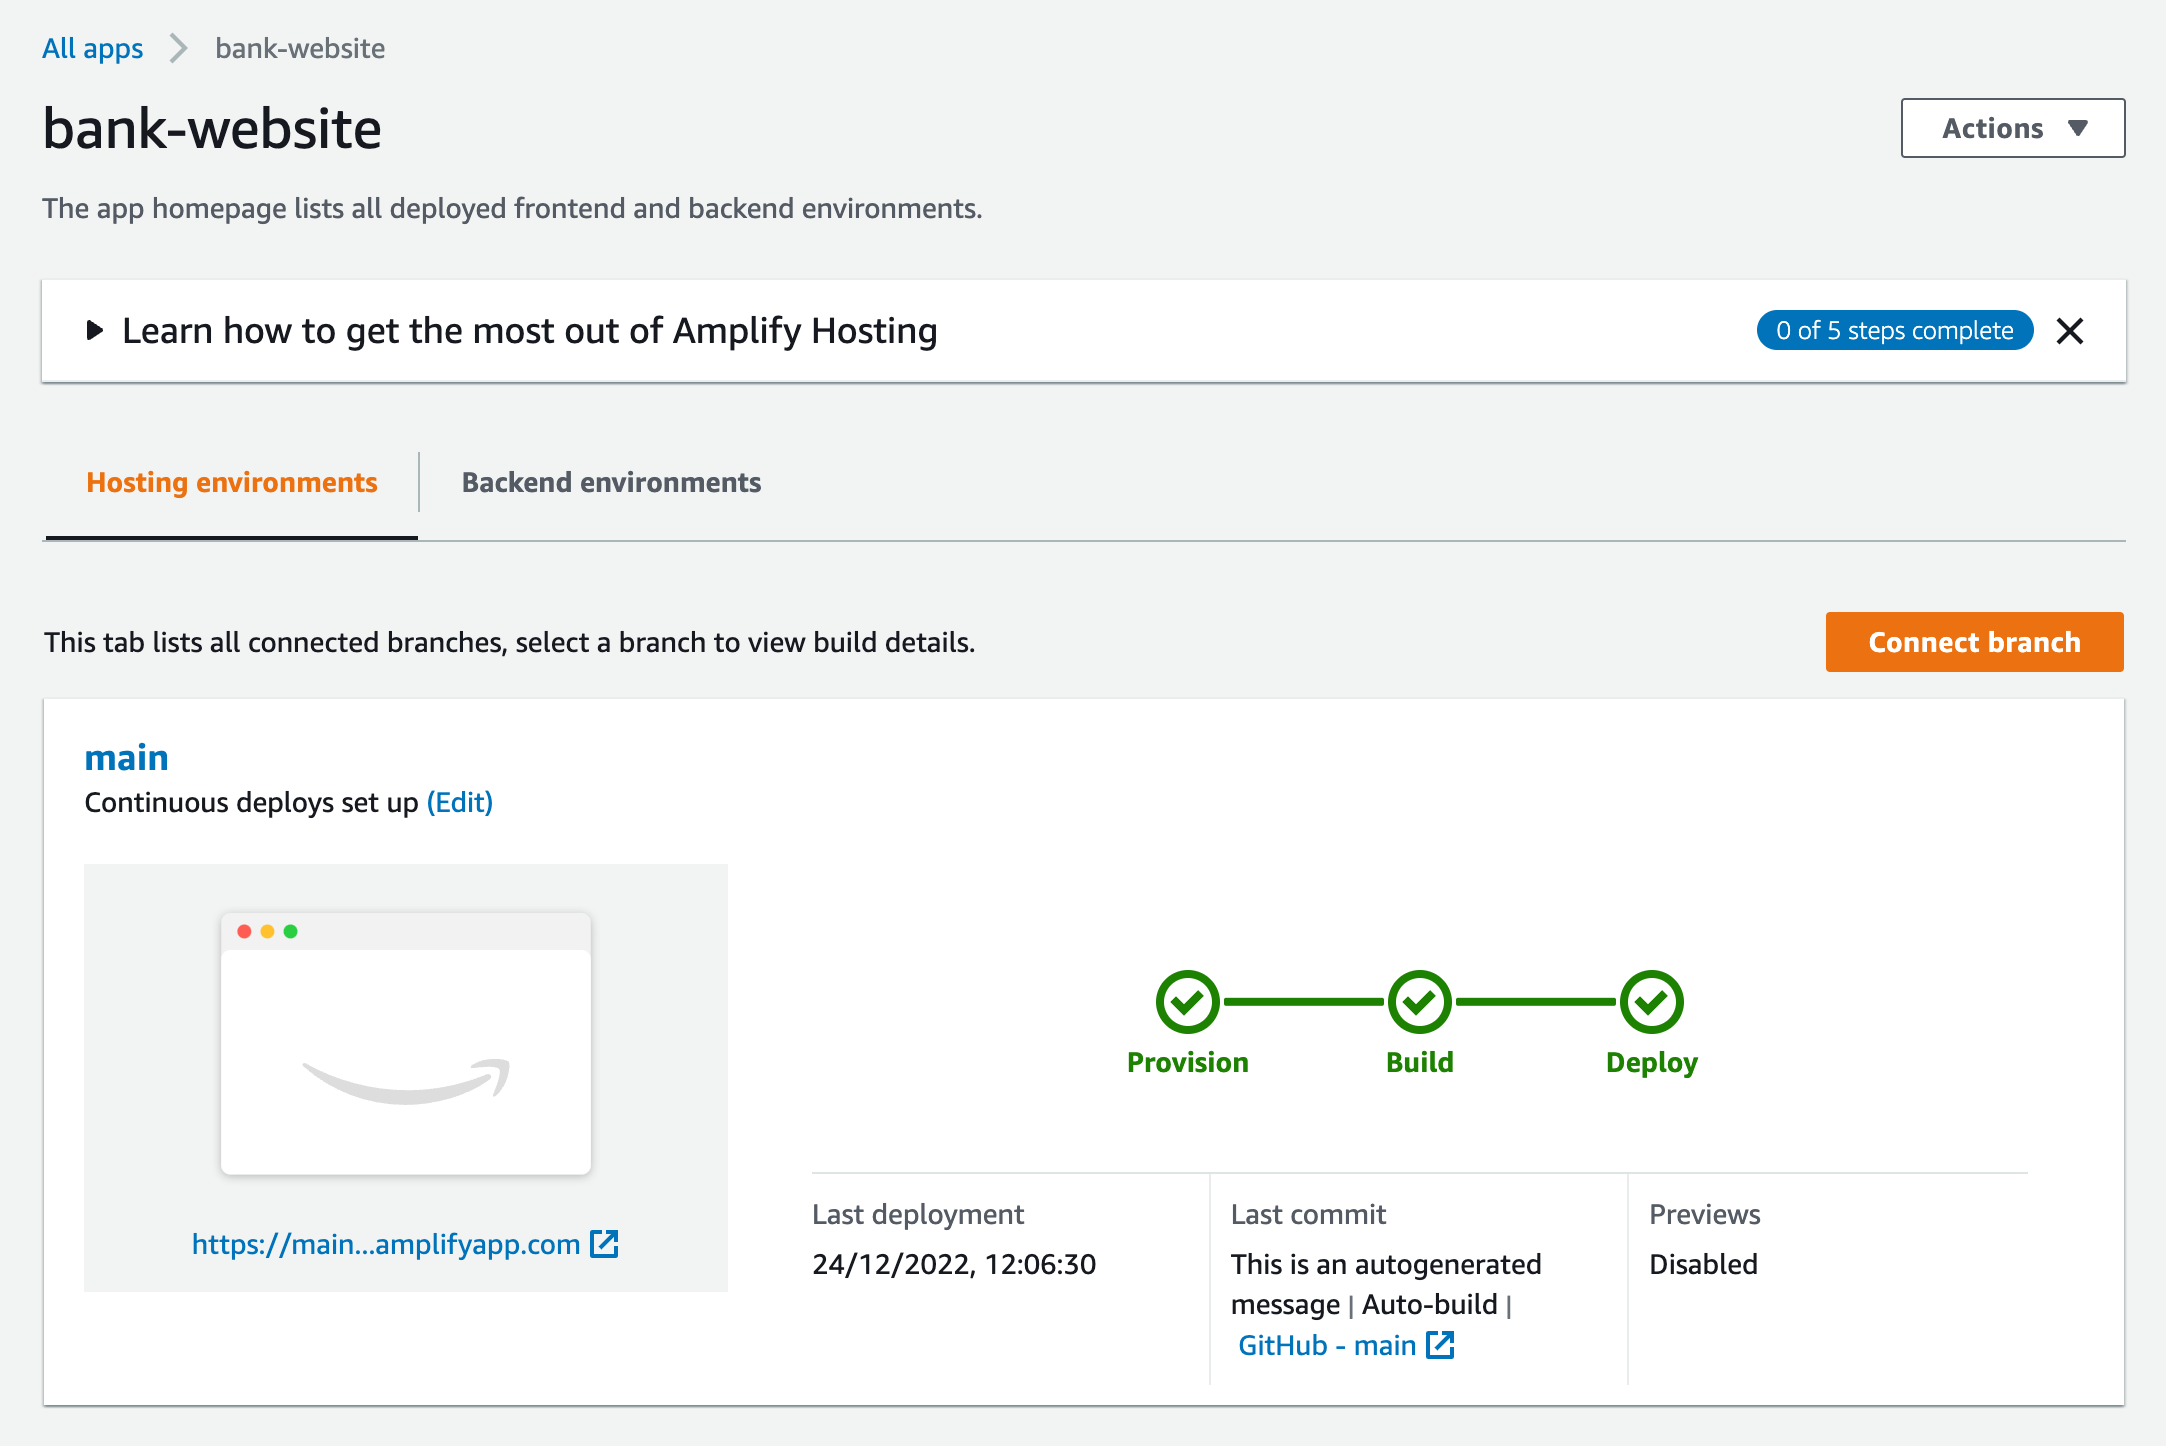 All apps bank-website
bank-website
Actions
The app homepage lists all deployed frontend and backend environments.
Learn how to get the most out of Amplify Hosting
0 of 5 steps complete
Hosting environments
Backend environments
This tab lists all connected branches, select a branch to view build details.
Connect branch
main
Continuous deploys set up (Edit)
https://main...amplifyapp.com
Provision
Build
Deploy
Last deployment
24/12/2022, 12:06:30
Last commit
This is an autogenerated
message | Auto-build |
GitHub - main
Previews
Disabled